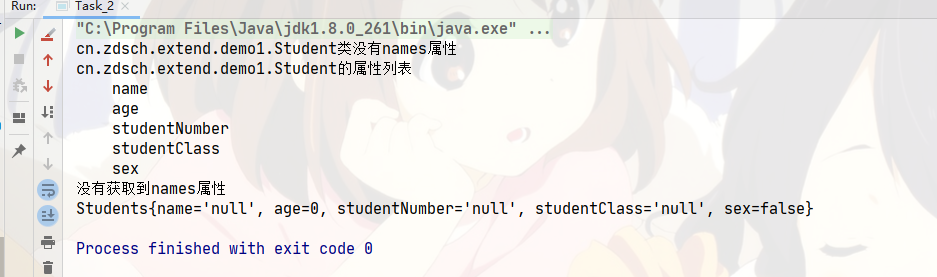 Run: Task_2 ×
"C:\Program Files\Java\jdk1.8.0_261\bin\java.exe" ...
cn.zdsch.extend.demo1.Student类没有names属性
cn.zdsch.extend.demo1.Student的属性列表
name
age
studentNumber
studentClass
sex
没有获取到names属性
Students{name='null', age=0, studentNumber='null', studentClass='null', sex=false}
Process finished with exit code 0